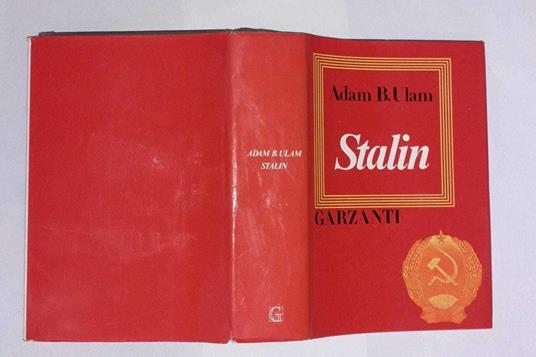 ADAM B. ULAM
STALIN
G
Adam B. Ulam
Stalin
GARZANTI